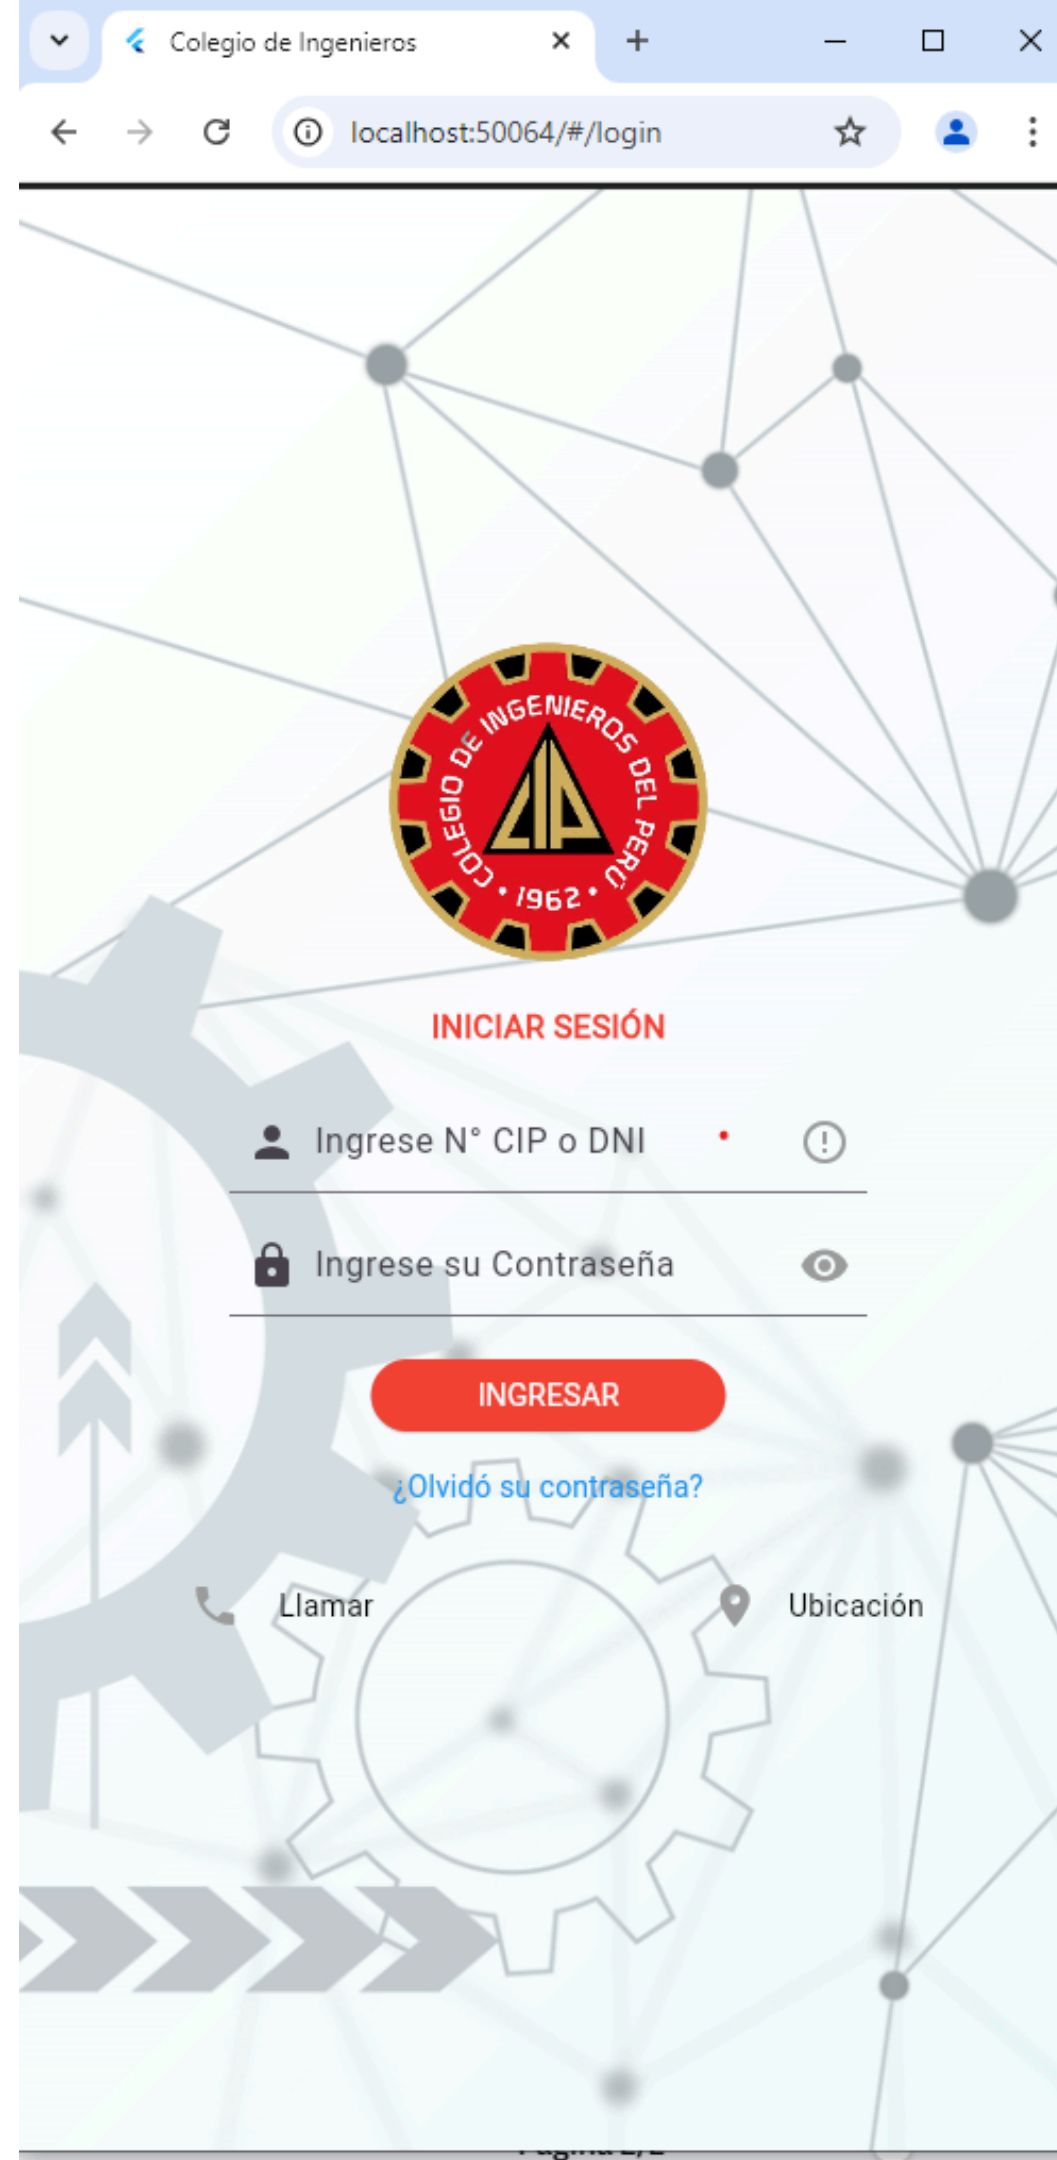 Colegio de Ingenieros
localhost:50064/#/login
COLEGIO DE INGENIEROS DEL PERÚ
• 1962 •
CIP
INICIAR SESIÓN
Ingrese N° CIP o DNI
Ingrese su Contraseña
INGRESAR
¿Olvidó su contraseña?
Llamar
Ubicación